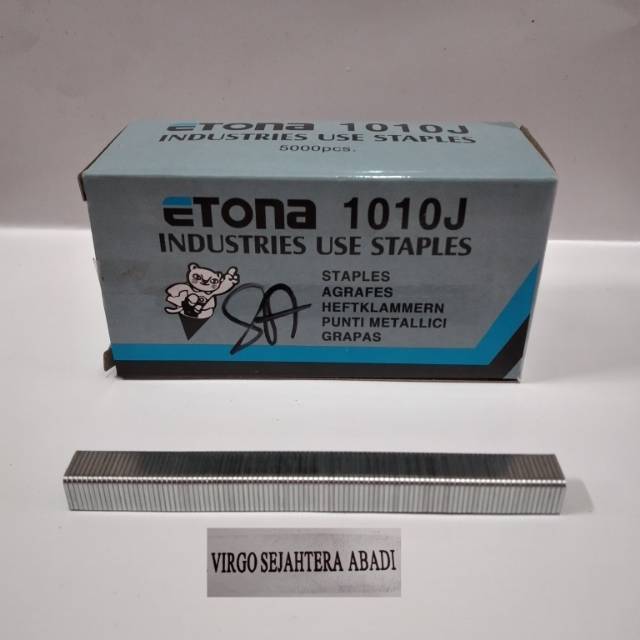 ETONA 1010J
INDUSTRIES USE STAPLES
5000pcs.
ETONA 1010J
INDUSTRIES USE STAPLES
STAPLES
AGRAFES
HEFTKLAMMERN
PUNTI METALLICI
GRAPAS
SA
VIRGO SEJAHTERA ABADI